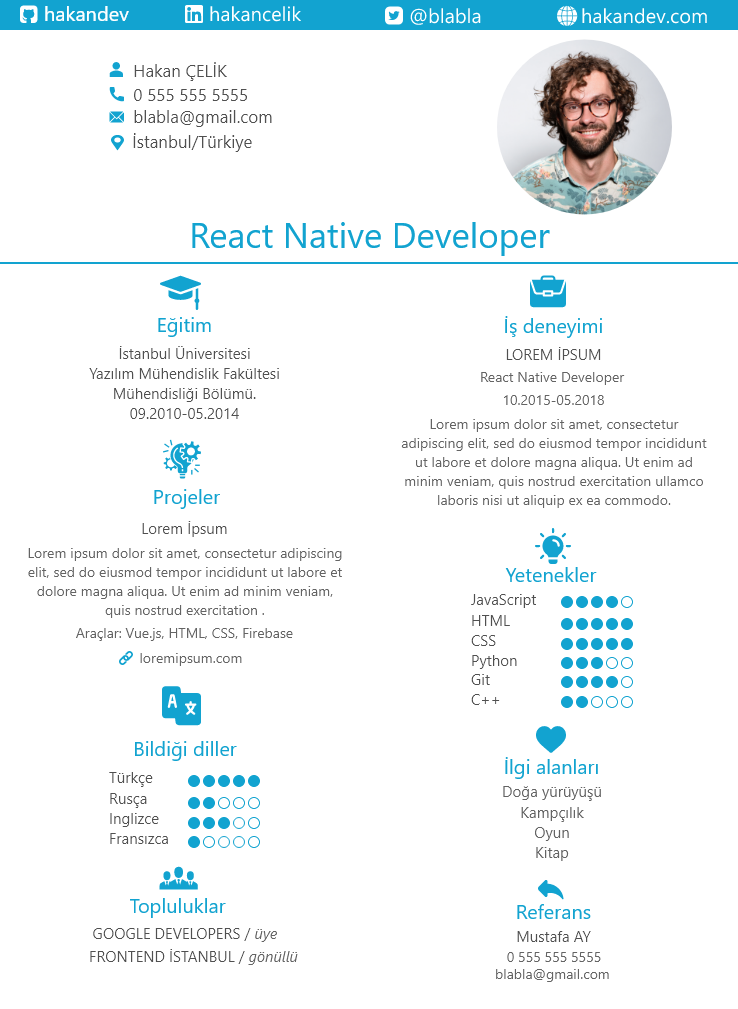 hakandev
hakancelik
@blabla
hakandev.com
Hakan ÇELİK
0 555 555 5555
blabla@gmail.com
İstanbul/Türkiye
React Native Developer
Eğitim
İstanbul Üniversitesi
Yazılım Mühendislik Fakültesi
Mühendisliği Bölümü.
09.2010-05.2014
Projeler
Lorem İpsum
Lorem ipsum dolor sit amet, consectetur adipiscing
elit, sed do eiusmod tempor incididunt ut labore et
dolore magna aliqua. Ut enim ad minim veniam,
quis nostrud exercitation .
Araçlar: Vue.js, HTML, CSS, Firebase
loremipsum.com
Bildiği diller
Türkçe
Rusça
Inglizce
Fransızca
Topluluklar
GOOGLE DEVELOPERS / üye
FRONTEND İSTANBUL / gönüllü
İş deneyimi
LOREM İPSUM
React Native Developer
10.2015-05.2018
Lorem ipsum dolor sit amet, consectetur
adipiscing elit, sed do eiusmod tempor incididunt
ut labore et dolore magna aliqua. Ut enim ad
minim veniam, quis nostrud exercitation ullamco
laboris nisi ut aliquip ex ea commodo.
Yetenekler
JavaScript
HTML
CSS
Python
Git
C++
İlgi alanları
Doğa yürüyüşü
Kampçılık
Oyun
Kitap
Referans
Mustafa AY
0 555 555 5555
blabla@gmail.com